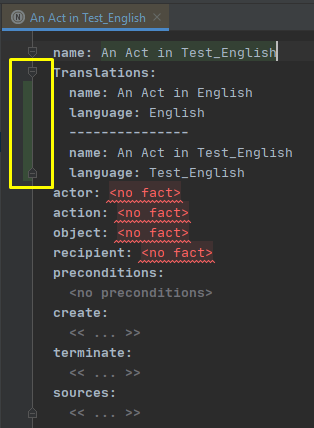 An Act in Test_English
name: An Act in Test_English
Translations:
name: An Act in English
language: English
---------------
name: An Act in Test_English
language: Test_English
actor: <no fact>
action: <no fact>
object: <no fact>
recipient: <no fact>
preconditions:
<no preconditions>
create:
<< ... >>
terminate:
<< ... >>
sources:
<< ... >>